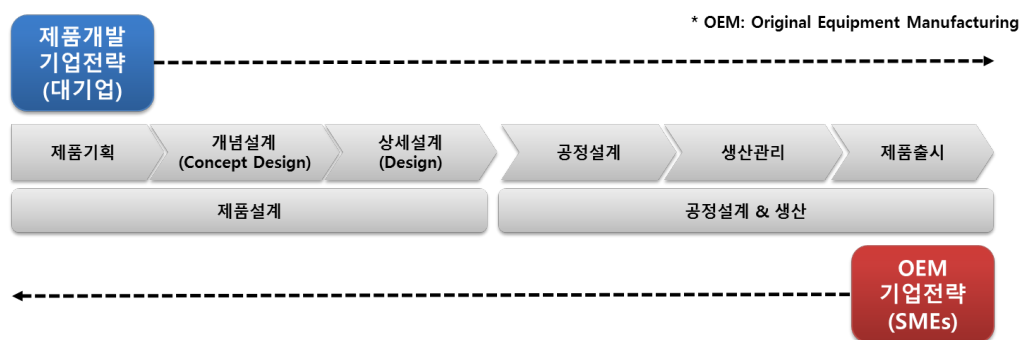 * OEM: Original Equipment Manufacturing
제품개발
기업전략
(대기업)
제품기획
개념설계
(Concept Design)
상세설계
(Design)
공정설계
생산관리
제품출시
제품설계
공정설계 & 생산
OEM
기업전략
(SMEs)